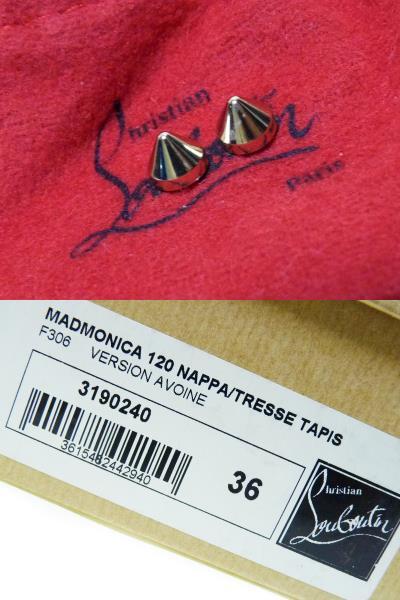 Christian
Louboutin
Paris
MADMONICA 120 NAPPA/TRESSE TAPIS
F306 VERSION AVOINE
3190240
3615482442940
36
Christian
Louboutin